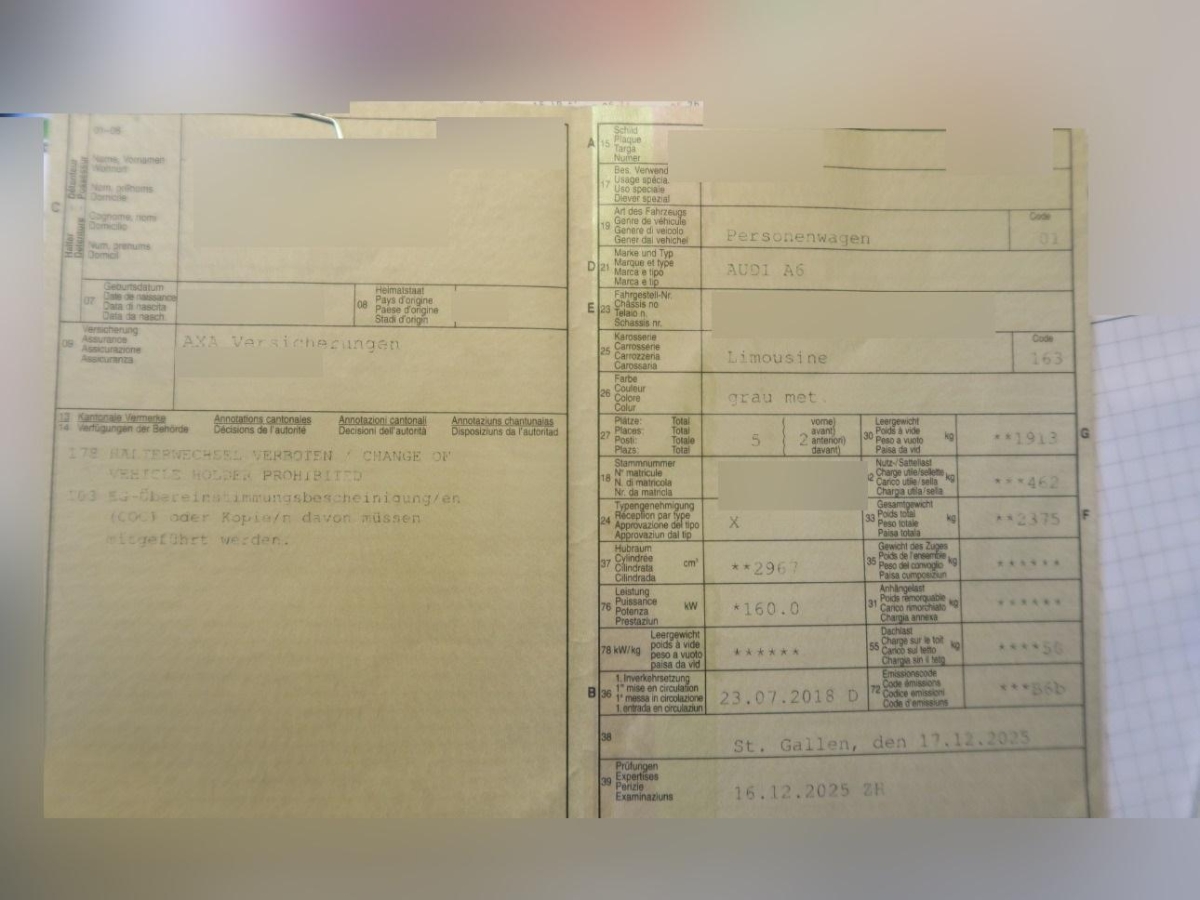 Name, Vornamen
Wohnort
Nom, prénoms
Domicile
C
Cognome, nomi
Domicilio
Num, prenums
Domicil
07
Geburtsdatum
Date de naissance
Data di nascita
Data da nasch.
08
Heimatstaat
Pays d'origine
Paese d'origine
Stadi d'origin
09
Versicherung
Assurance
Assicurazione
Assicuranza
AXA Versicherungen
13 Kantonale Vermerke Annotations cantonales Annotazioni cantonali Annotaziuns chantunalas
14 Verfügungen der Behörde Décisions de l'autorité Decisioni dell'autorità Disposiziuns da l'autoritad
178 HALTERWECHSEL VERBOTEN / CHANGE OF
VEHICLE HOLDER PROHIBITED
EG-Übereinstimmungsbescheinigung/en
(COC) oder Kopie/n davon müssen
mitgeführt werden.
A 15
Schild
Plaque
Targa
Numer
17
Bes. Verwend
Usage spécia.
Uso speciale
Diever spezial
19
Art des Fahrzeugs
Genre de véhicule
Genere di veicolo
Gener dal vehichel
Personenwagen
Code
01
D 21
Marke und Typ
Marque et type
Marca e tipo
Marca e tip
AUDI A6
E 23
Fahrgestell-Nr.
Châssis no
Telaio n.
Schassis nr.
25
Karosserie
Carrosserie
Carrozzeria
Carossaria
Limousine
Code
163
26
Farbe
Couleur
Colore
Colur
grau met.
27
Plätze: Total
Places: Total
Posti: Totale
Plazs: Total
5
vorne)
avant)
2 anteriori)
davant)
30
Leergewicht
Poids à vide
Peso a vuoto
Paisa da vid
kg
**1913
G
18
Stammnummer
N° matricule
N. di matricola
Nr. da matricla
Nutz-/Sattellast
Charge utile/sellette
Carico utile/sella
Chargia utila/sella
kg
***462
24
Typengenehmigung
Réception par type
Approvazione del tipo
Approvaziun dal tip
X
33
Gesamtgewicht
Poids total
Peso totale
Paisa totala
kg
**2375
F
37
Hubraum
Cylindrée
Cilindrata
Cilindrada
cm³
**2967
35
Gewicht des Zuges
Poids de l'ensemble
Peso del convoglio
Paisa cumposiziun
kg
******
76
Leistung
Puissance
Potenza
Prestaziun
kW
*160.0
31
Anhängelast
Poids remorquable
Carico rimorchiato
Chargia annexa
kg
******
78 kW/kg
Leergewicht
poids à vide
peso a vuoto
paisa da vid
******
55
Dachlast
Charge sur le toit
Carico sul tetto
Chargia sin il tetg
kg
B 36
1. Inverkehrsetzung
1re mise en circulation
1a messa in circolazione
1. entrada en circulaziun
23.07.2018 D
72
Emissionscode
Code émissions
Codice emissioni
Code d'emissiuns
***B6b
38
St. Gallen, den 17.12.2025
39
Prüfungen
Expertises
Perizie
Examinaziuns
16.12.2025 ZH